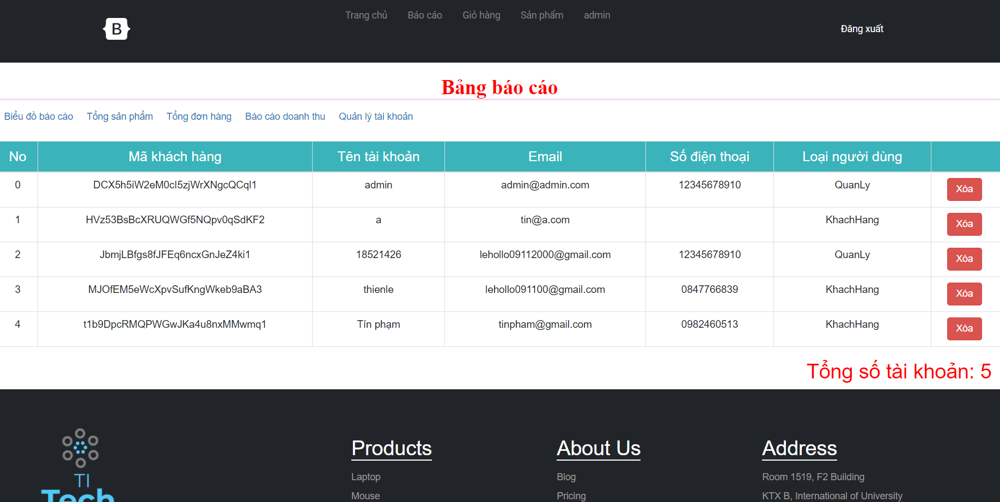 B
Trang chủ Báo cáo Giỏ hàng Sản phẩm admin
Đăng xuất
Bảng báo cáo
Biểu đồ báo cáo Tổng sản phẩm Tổng đơn hàng Báo cáo doanh thu Quản lý tài khoản
No Mã khách hàng Tên tài khoản Email Số điện thoại Loại người dùng
0 DCX5h5iW2eM0cI5zjWrXNgcQCqI1 admin admin@admin.com 12345678910 QuanLy Xóa
1 HVz53BsBcXRUQWGf5NQpv0qSdKF2 a tin@a.com KhachHang Xóa
2 JbmjLBfgs8fJFEq6ncxGnJeZ4ki1 18521426 lehollo09112000@gmail.com 12345678910 QuanLy Xóa
3 MJOfEM5eWcXpvSufKngWkeb9aBA3 thienle lehollo091100@gmail.com 0847766839 KhachHang Xóa
4 t1b9DpcRMQPWGwJKa4u8nxMMwmq1 Tín phạm tinpham@gmail.com 0982460513 KhachHang Xóa
Tổng số tài khoản: 5
TI
Tech
Products
Laptop
Mouse
About Us
Blog
Pricing
Address
Room 1519, F2 Building
KTX B, International of University